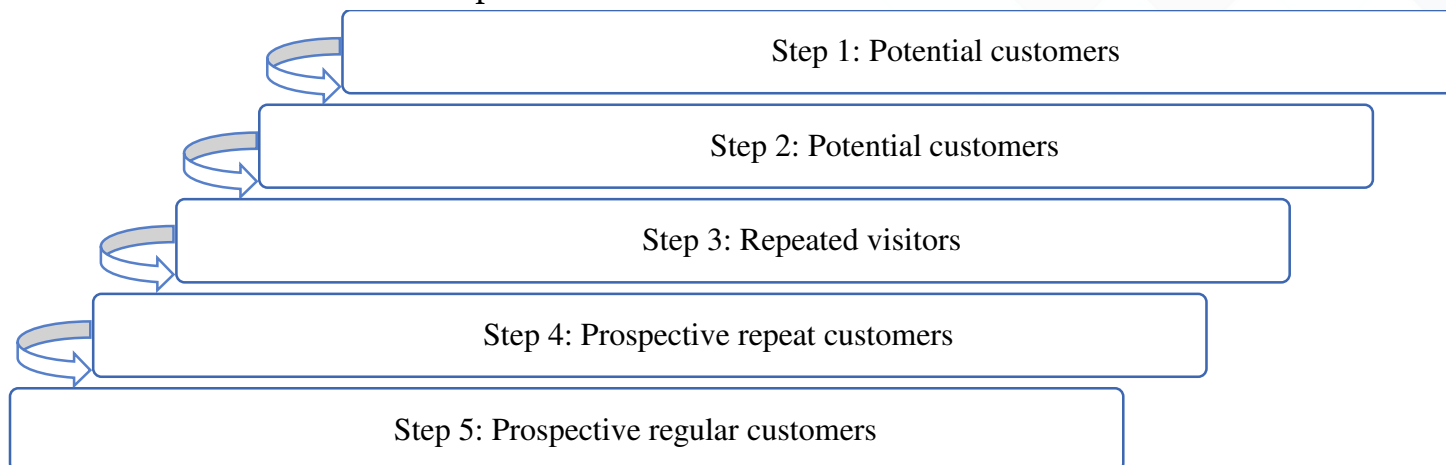 Step 1: Potential customers
Step 2: Potential customers
Step 3: Repeated visitors
Step 4: Prospective repeat customers
Step 5: Prospective regular customers